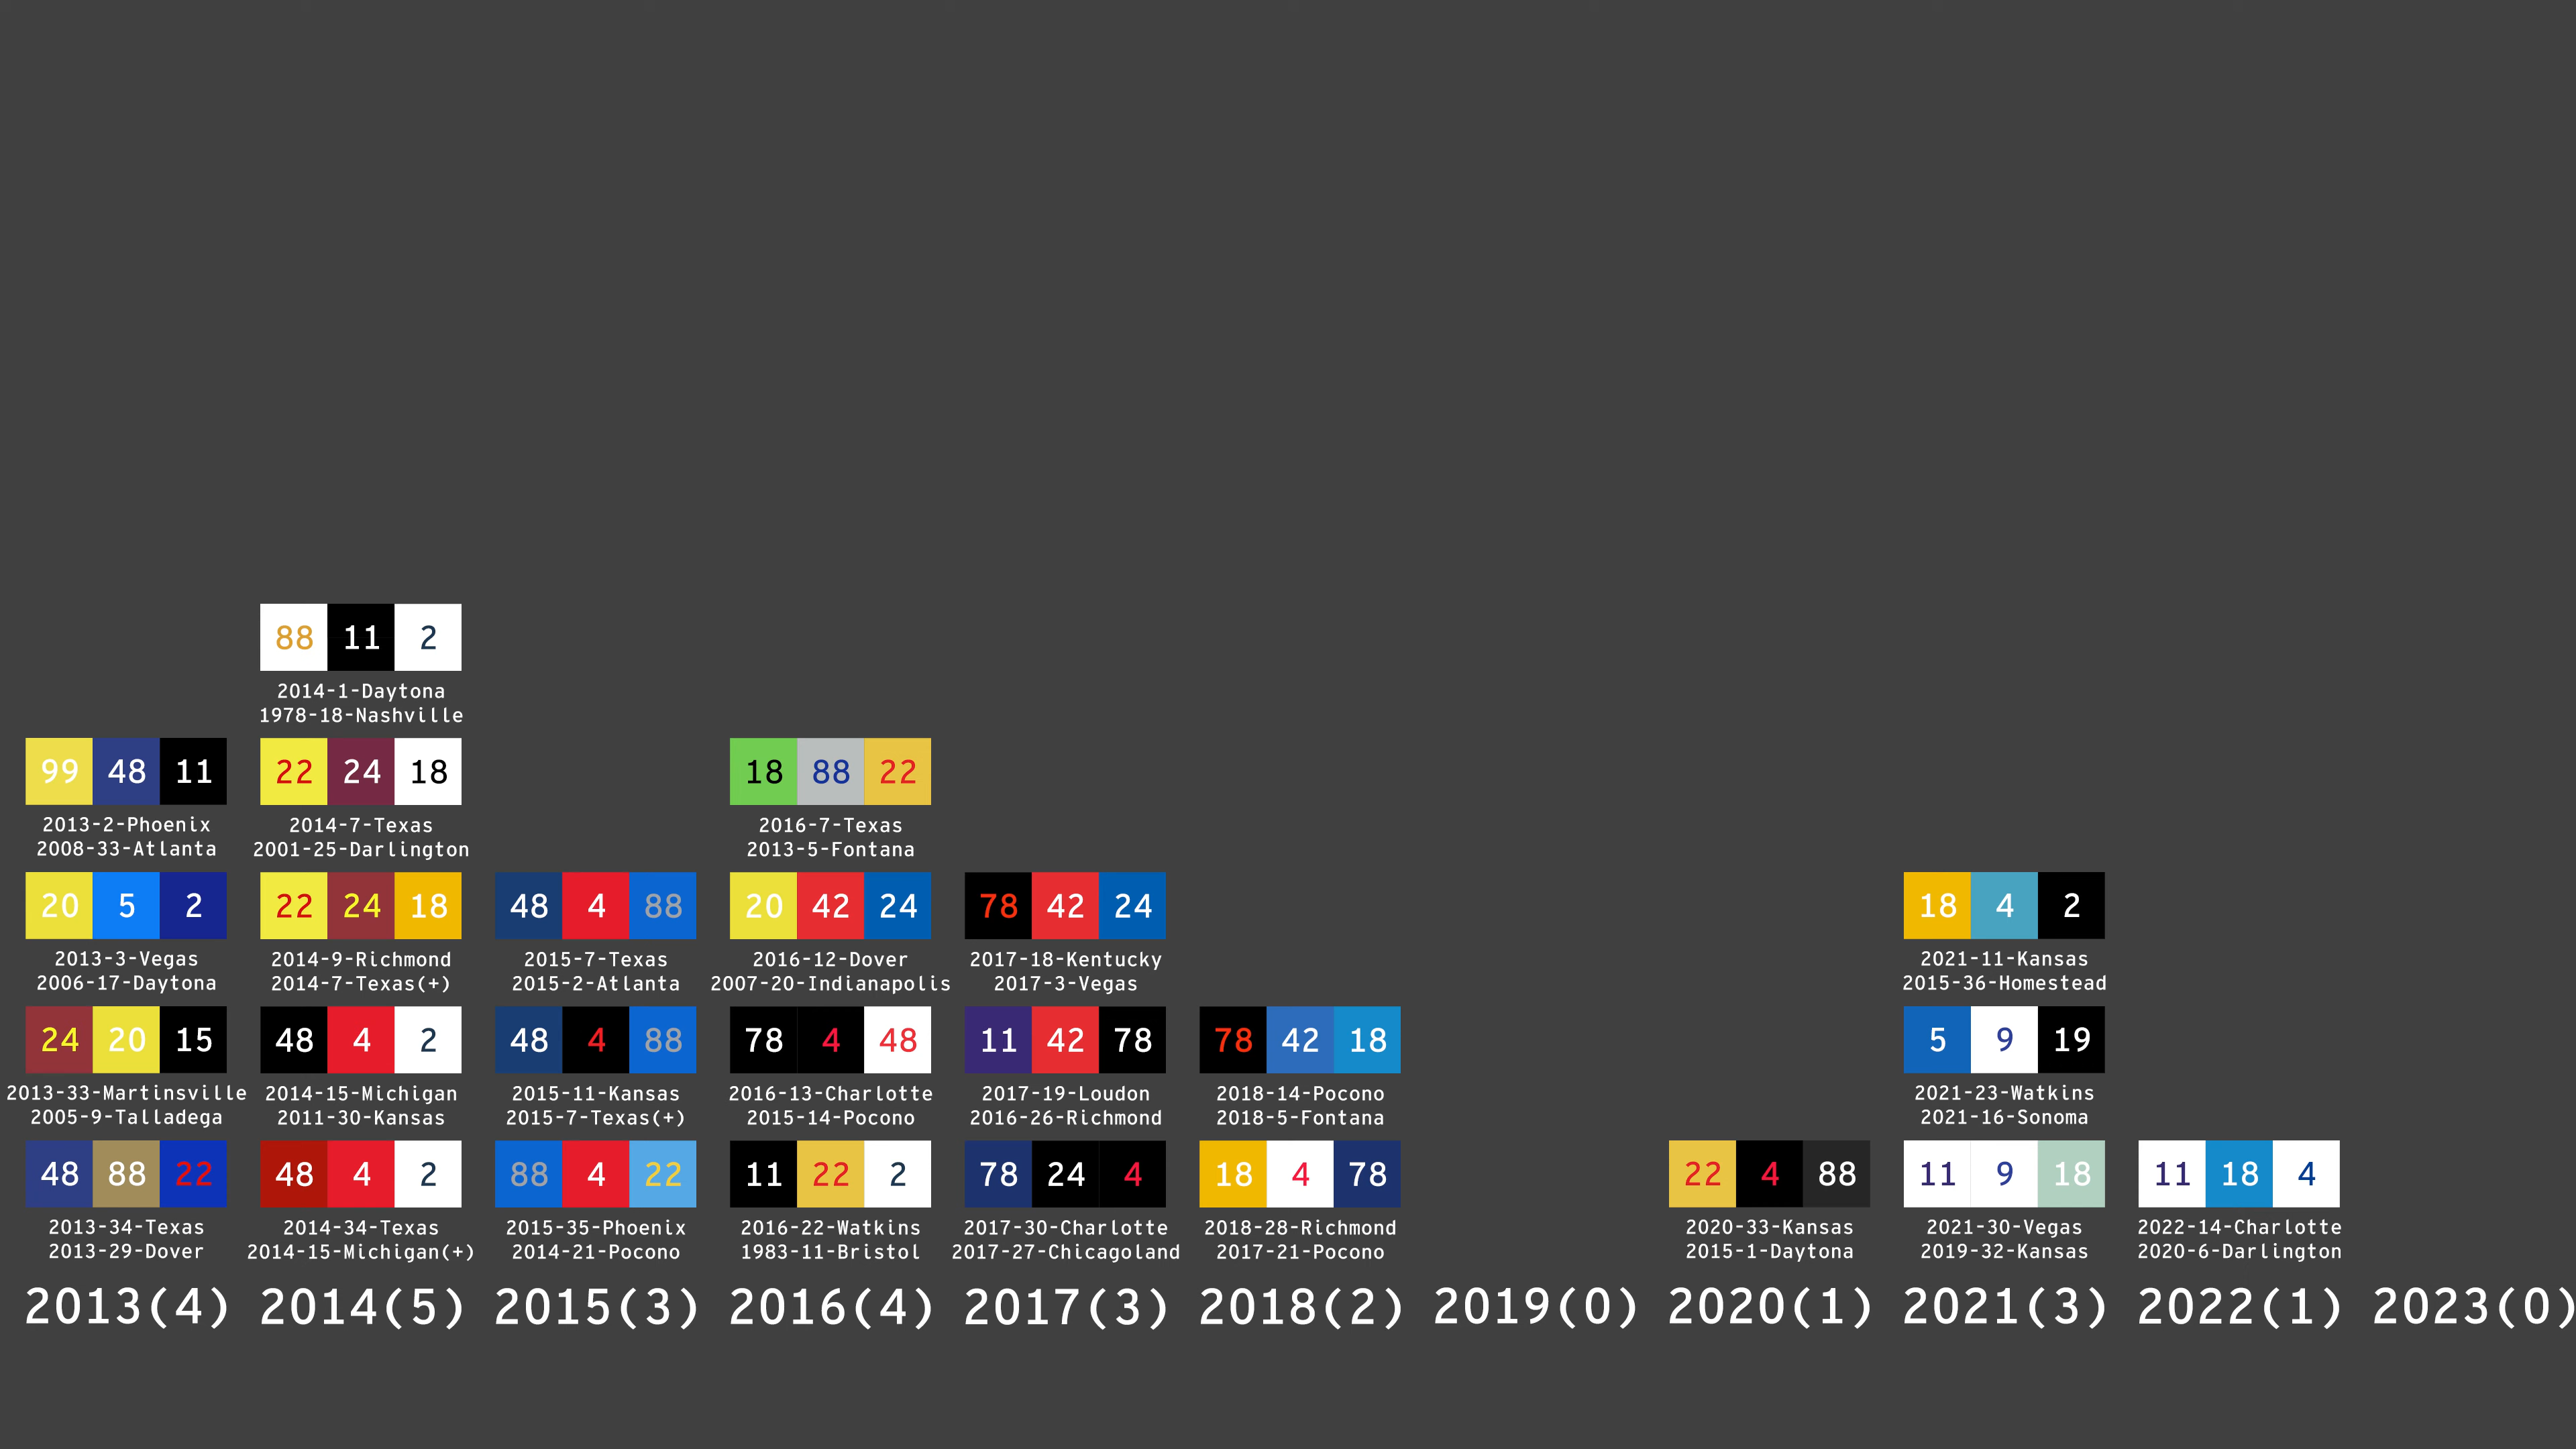 88 11 2
2014-1-Daytona
1978-18-Nashville
99 48 11
2013-2-Phoenix
2008-33-Atlanta
22 24 18
2014-7-Texas
2001-25-Darlington
18 88 22
2016-7-Texas
2013-5-Fontana
20 5 2
2013-3-Vegas
2006-17-Daytona
22 24 18
2014-9-Richmond
2014-7-Texas(+)
48 4 88
2015-7-Texas
2015-2-Atlanta
20 42 24
2016-12-Dover
2007-20-Indianapolis
78 42 24
2017-18-Kentucky
2017-3-Vegas
18 4 2
2021-11-Kansas
2015-36-Homestead
24 20 15
2013-33-Martinsville
2005-9-Talladega
48 4 2
2014-15-Michigan
2011-30-Kansas
48 4 88
2015-11-Kansas
2015-7-Texas(+)
78 4 48
2016-13-Charlotte
2015-14-Pocono
11 42 78
2017-19-Loudon
2016-26-Richmond
78 42 18
2018-14-Pocono
2018-5-Fontana
5 9 19
2021-23-Watkins
2021-16-Sonoma
48 88 22
2013-34-Texas
2013-29-Dover
48 4 2
2014-34-Texas
2014-15-Michigan(+)
88 4 22
2015-35-Phoenix
2014-21-Pocono
11 22 2
2016-22-Watkins
1983-11-Bristol
78 24 4
2017-30-Charlotte
2017-27-Chicagoland
18 4 78
2018-28-Richmond
2017-21-Pocono
22 4 88
2020-33-Kansas
2015-1-Daytona
11 9 18
2021-30-Vegas
2019-32-Kansas
11 18 4
2022-14-Charlotte
2020-6-Darlington
2013(4) 2014(5) 2015(3) 2016(4) 2017(3) 2018(2) 2019(0) 2020(1) 2021(3) 2022(1) 2023(0)